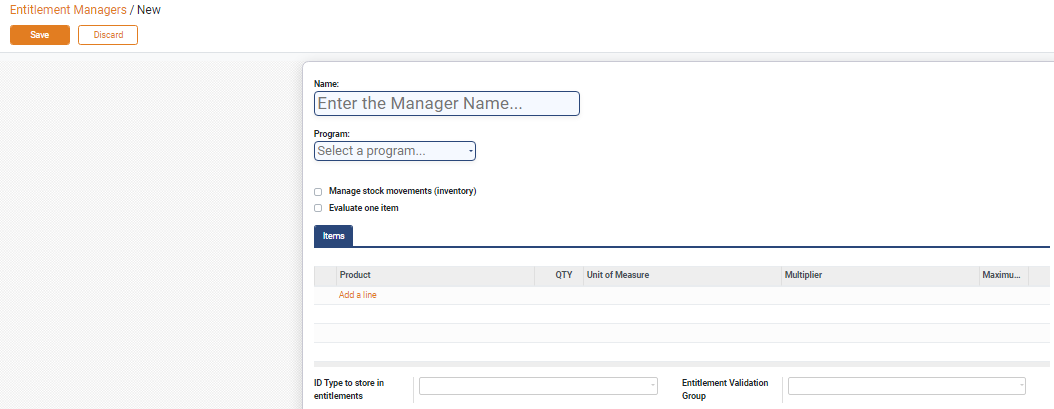 Entitlement Managers / New
Save Discard
Name:
Enter the Manager Name...
Program:
Select a program...
Manage stock movements (inventory)
Evaluate one item
Items
Product QTY Unit of Measure Multiplier Maximu...
Add a line
ID Type to store in
entitlements
Entitlement Validation
Group